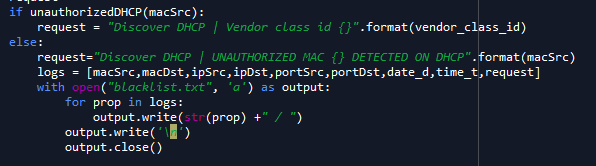 if unauthorizedDHCP(macSrc):
request = "Discover DHCP | Vendor class id {}".format(vendor_class_id)
else:
request="Discover DHCP | UNAUTHORIZED MAC {} DETECTED ON DHCP".format(macSrc)
logs = [macSrc,macDst,ipSrc,ipDst,portSrc,portDst,date_d,time_t,request]
with open("blacklist.txt", 'a') as output:
for prop in logs:
output.write(str(prop) +" / ")
output.write('\n')
output.close()